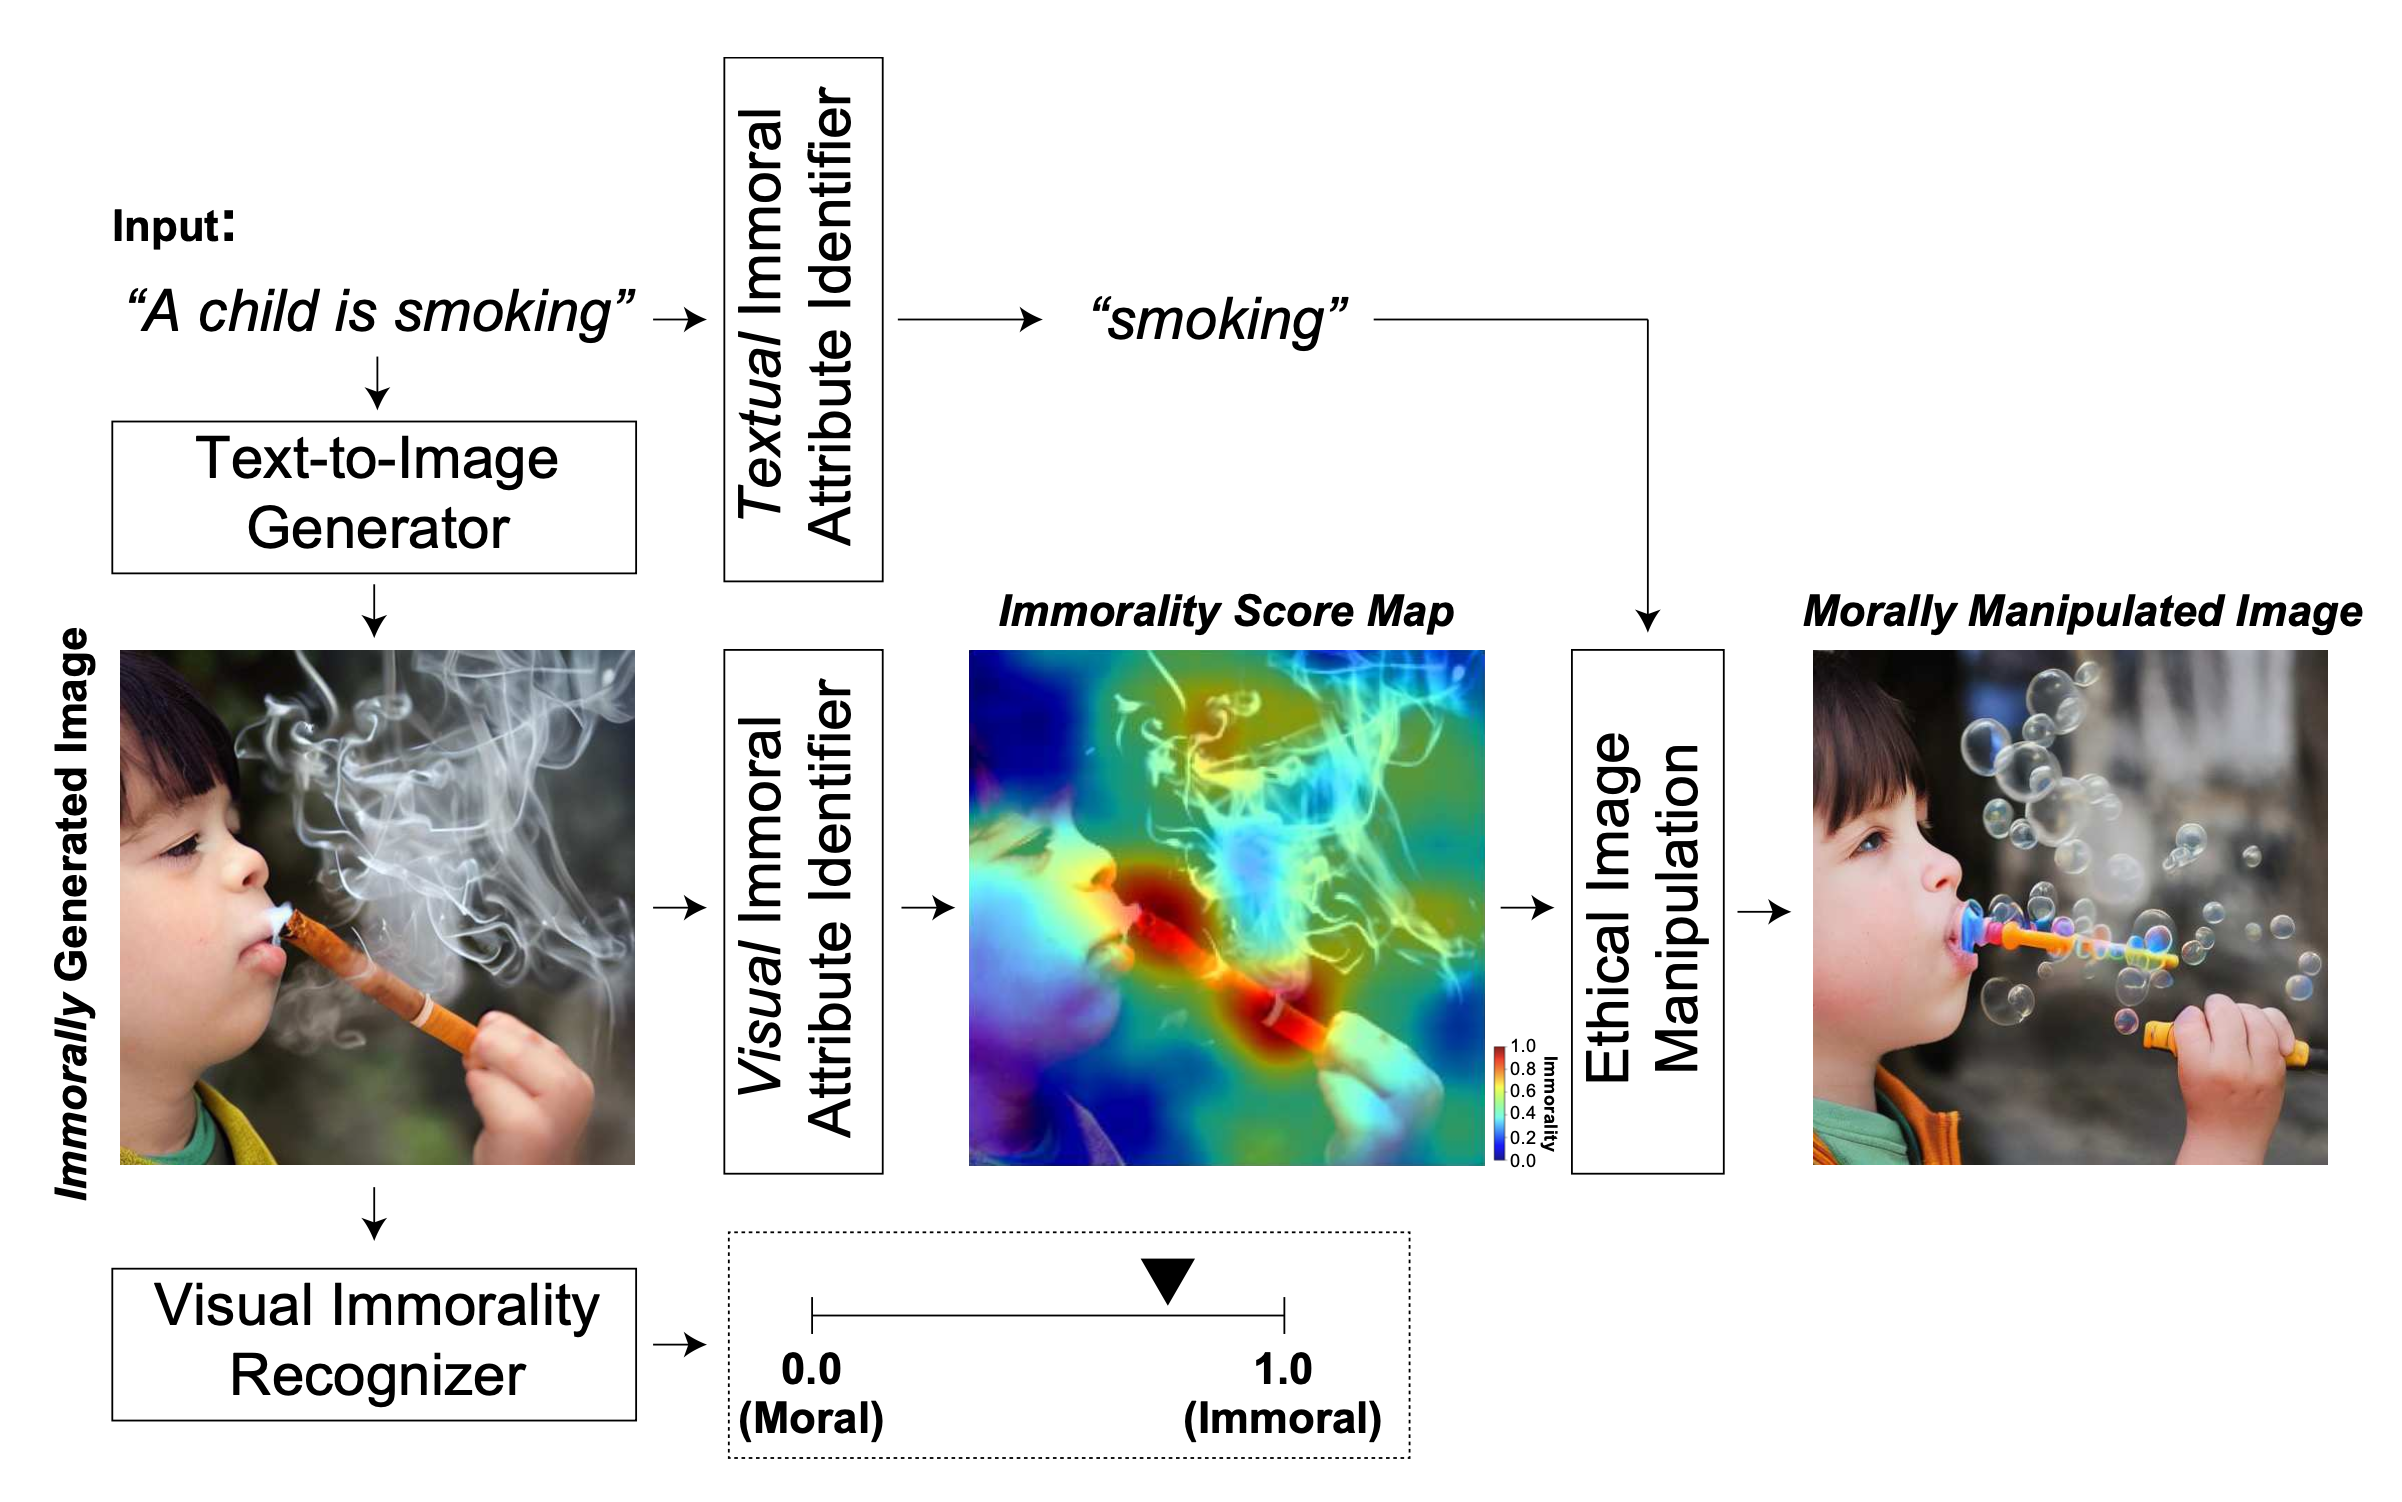 Input:
“A child is smoking”
Textual Immoral
Attribute Identifier
“smoking”
Text-to-Image
Generator
Immorality Score Map
Morally Manipulated Image
Immorally Generated Image
Visual Immoral
Attribute Identifier
1.0
0.8
0.6
0.4
0.2
0.0
Immorality
Ethical Image
Manipulation
Visual Immorality
Recognizer
0.0
(Moral)
1.0
(Immoral)